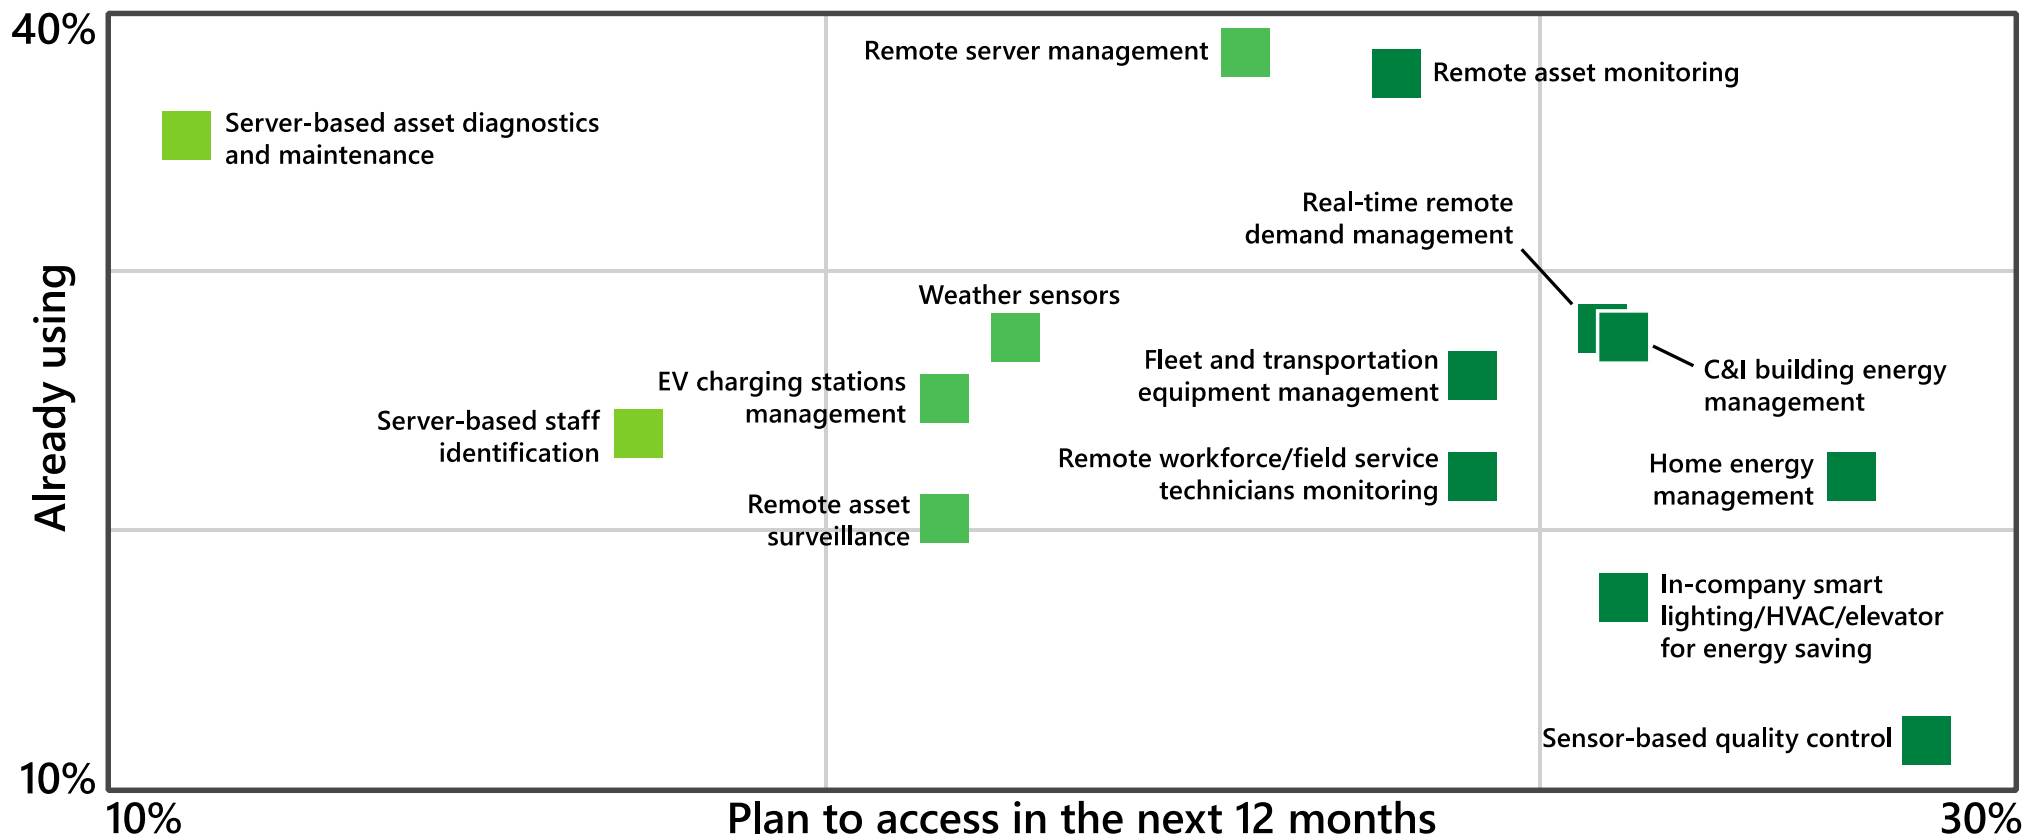 40%
Remote server management
Remote asset monitoring
Server-based asset diagnostics
and maintenance
Real-time remote
demand management
Weather sensors
Fleet and transportation
equipment management
C&I building energy
management
EV charging stations
management
Server-based staff
identification
Remote workforce/field service
technicians monitoring
Home energy
management
Remote asset
surveillance
In-company smart
lighting/HVAC/elevator
for energy saving
Sensor-based quality control
Already using
10%
10%
Plan to access in the next 12 months
30%